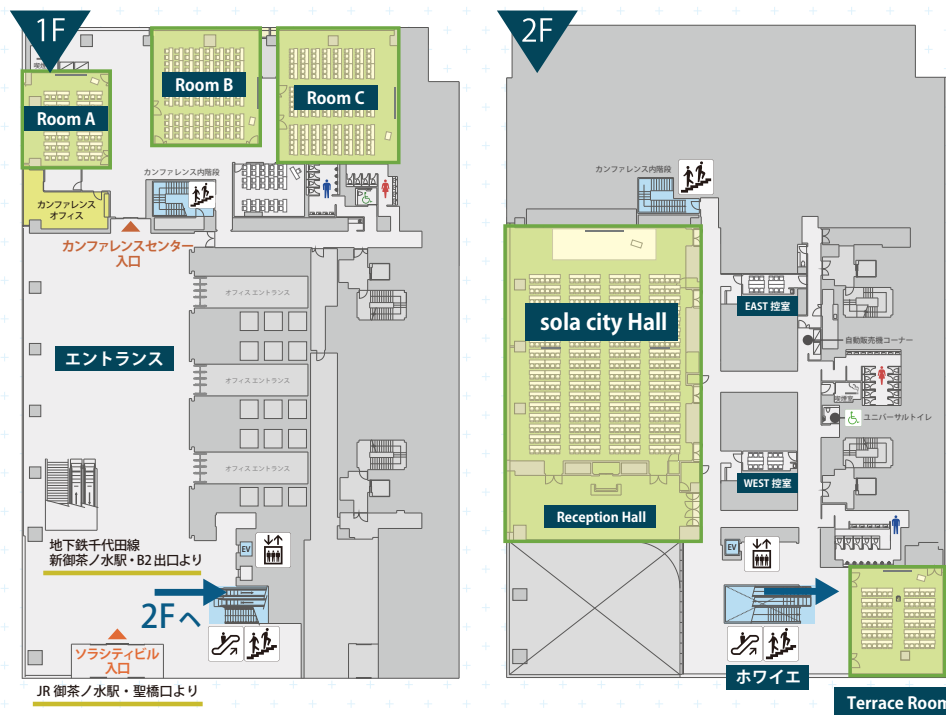 1F
喫煙室
Room A
Room B
Room C
カンファレンス
オフィス
カンファレンス内階段
カンファレンスセンター
入口
オフィス エントランス
エントランス
オフィス エントランス
オフィス エントランス
地下鉄千代田線
新御茶ノ水駅・B2 出口より
EV
2Fへ
ソラシティビル
入口
JR 御茶ノ水駅・聖橋口より
2F
カンファレンス内階段
sola city Hall
EAST 控室
自動販売機コーナー
喫煙室
ユニバーサルトイレ
WEST 控室
Reception Hall
EV
ホワイエ
Terrace Room